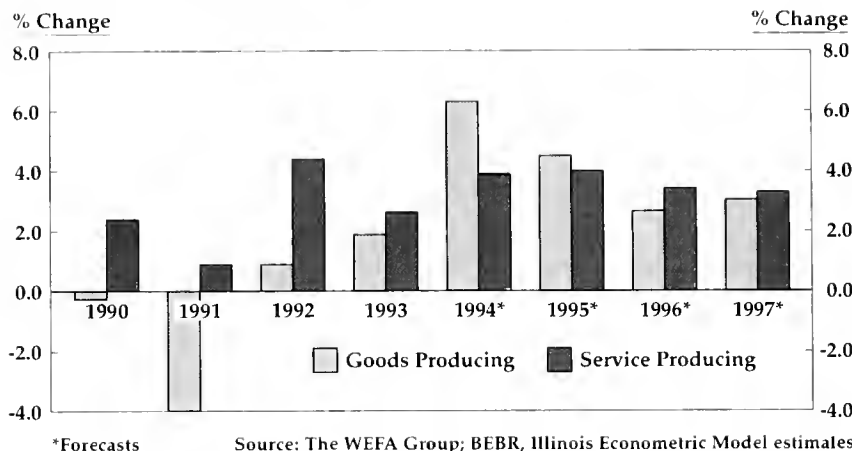 % Change % Change
8.0 8.0
6.0 6.0
4.0 4.0
2.0 2.0
0.0 0.0
1990 1991 1992 1993 1994* 1995* 1996* 1997*
-2.0 -2.0
Goods Producing Service Producing
-4.0 -4.0
*Forecasts Source: The WEFA Group; BEBR, Illinois Econometric Model estimates